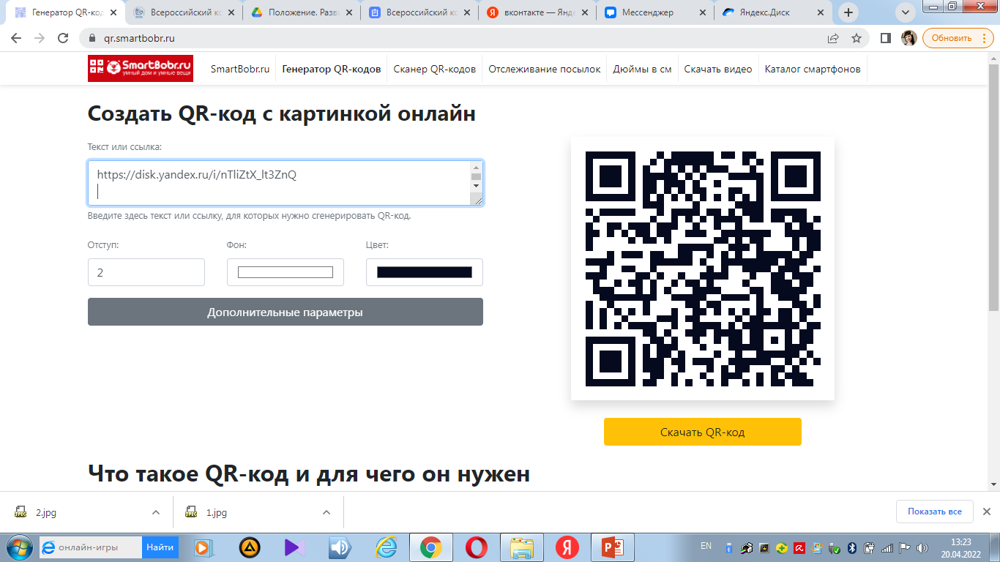 Генератор QR-код
Всероссийский ко
Положение. Разв
Всероссийский ко
вконтакте — Янде
Мессенджер
Яндекс.Диск
qr.smartbobr.ru
Обновить
SmartBobr.ru
умный дом и умные вещи
SmartBobr.ru
Генератор QR-кодов
Сканер QR-кодов
Отслеживание посылок
Дюймы в см
Скачать видео
Каталог смартфонов
Создать QR-код с картинкой онлайн
Текст или ссылка:
https://disk.yandex.ru/i/nTliZtX_lt3ZnQ
Введите здесь текст или ссылку, для которых нужно сгенерировать QR-код.
Отступ:
Фон:
Цвет:
2
Дополнительные параметры
Скачать QR-код
Что такое QR-код и для чего он нужен
2.jpg
1.jpg
Показать все
онлайн-игры
Найти
EN
13:23
20.04.2022